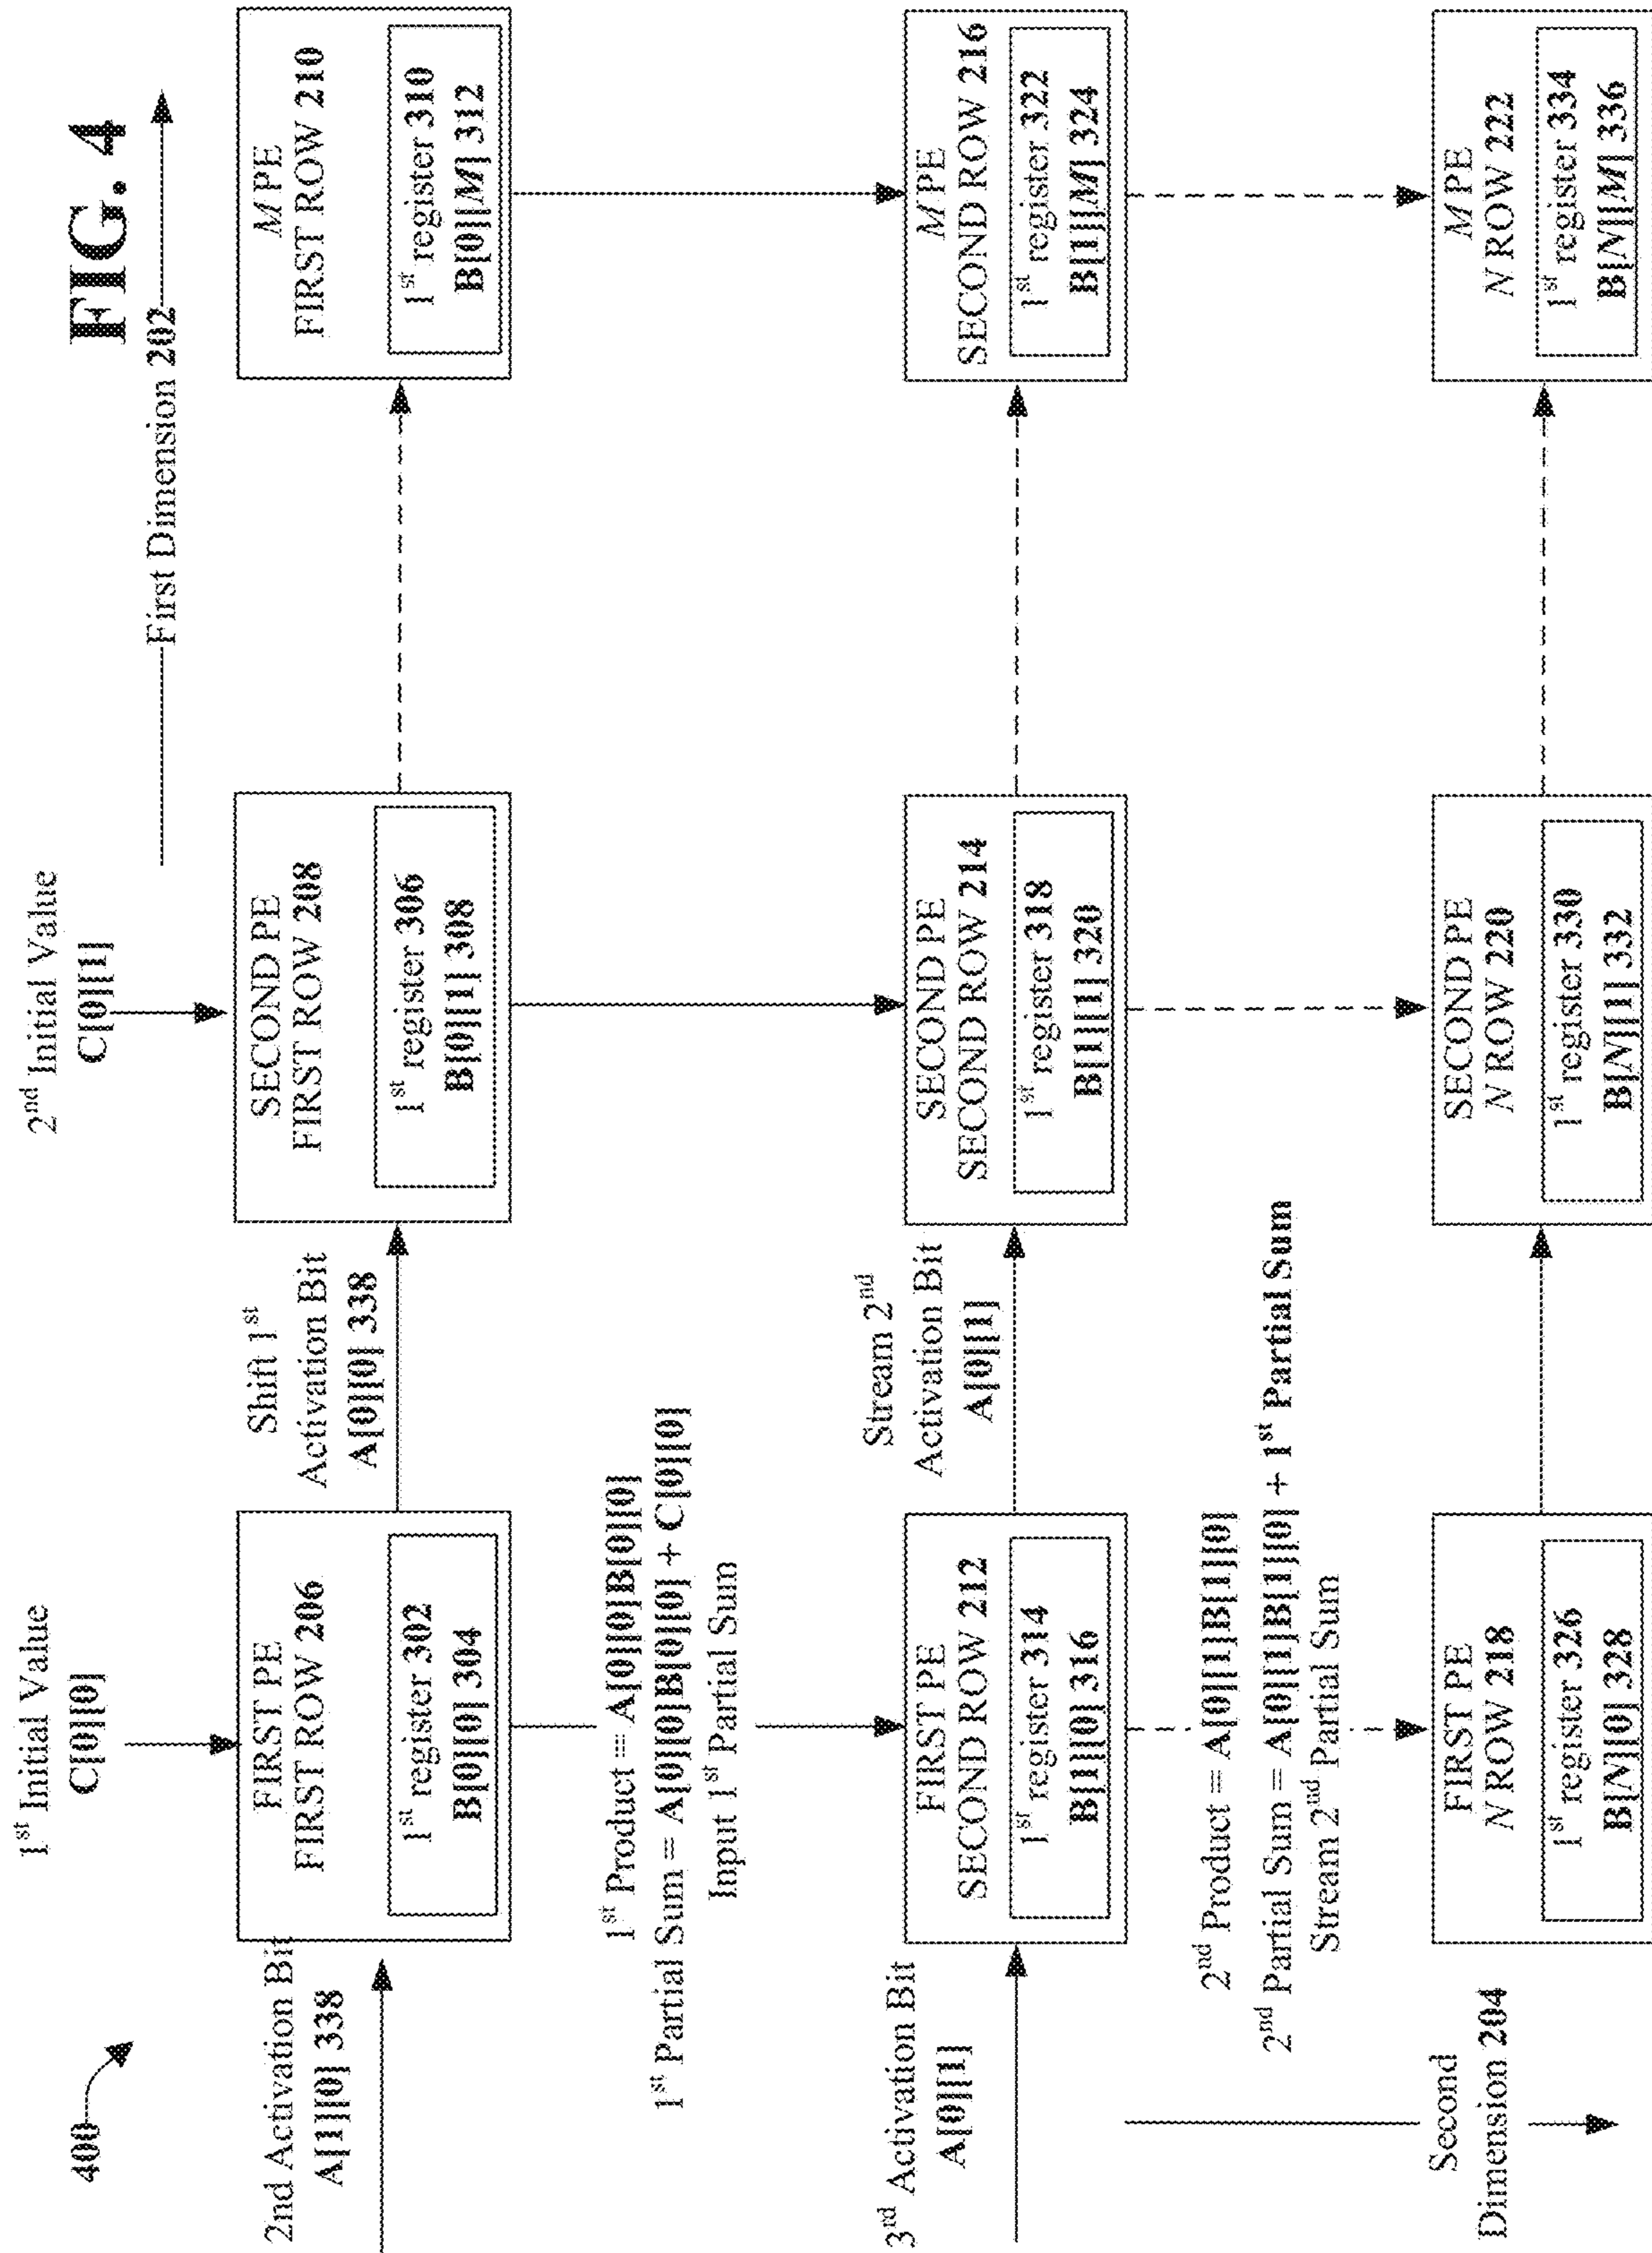 FIG. 4
400
First Dimension 202
1st Initial Value
C[0][0]
2nd Initial Value
C[0][1]
2nd Activation Bit
A[1][0] 338
FIRST PE
FIRST ROW 206
1st register 302
B[0][0] 304
Shift 1st
Activation Bit
A[0][0] 338
SECOND PE
FIRST ROW 208
1st register 306
B[0][1] 308
M PE
FIRST ROW 210
1st register 310
B[0][M] 312
1st Product = A[0][0]B[0][0]
1st Partial Sum = A[0][0]B[0][0] + C[0][0]
Input 1st Partial Sum
3rd Activation Bit
A[0][1]
FIRST PE
SECOND ROW 212
1st register 314
B[1][0] 316
Stream 2nd
Activation Bit
A[0][1]
SECOND PE
SECOND ROW 214
1st register 318
B[1][1] 320
M PE
SECOND ROW 216
1st register 322
B[1][M] 324
2nd Product = A[0][1]B[1][0]
2nd Partial Sum = A[0][1]B[1][0] + 1st Partial Sum
Stream 2nd Partial Sum
Second
Dimension 204
FIRST PE
N ROW 218
1st register 326
B[N][0] 328
SECOND PE
N ROW 220
1st register 330
B[N][1] 332
M PE
N ROW 222
1st register 334
B[N][M] 336